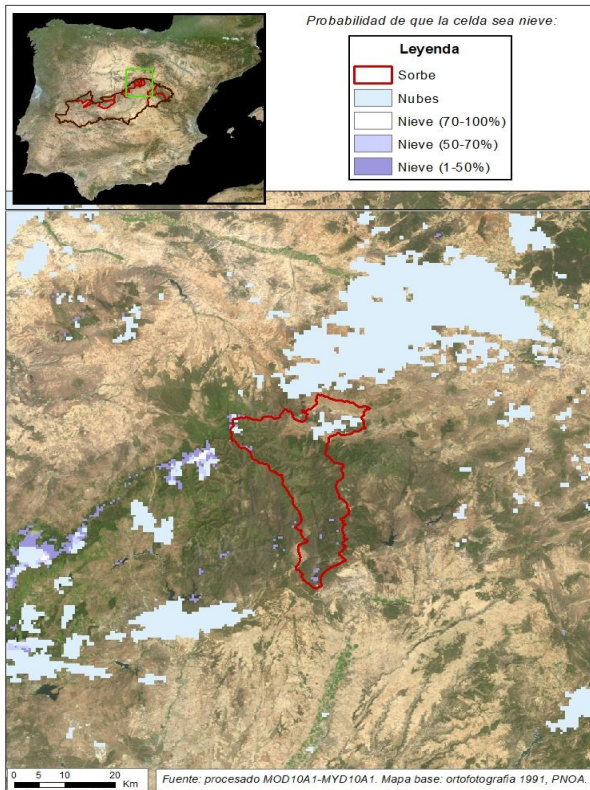 Probabilidad de que la celda sea nieve:
Leyenda
Sorbe
Nubes
Nieve (70-100%)
Nieve (50-70%)
Nieve (1-50%)
0 5 10 20
Km
Fuente: procesado MOD10A1-MYD10A1. Mapa base: ortofotografia 1991, PNOA.